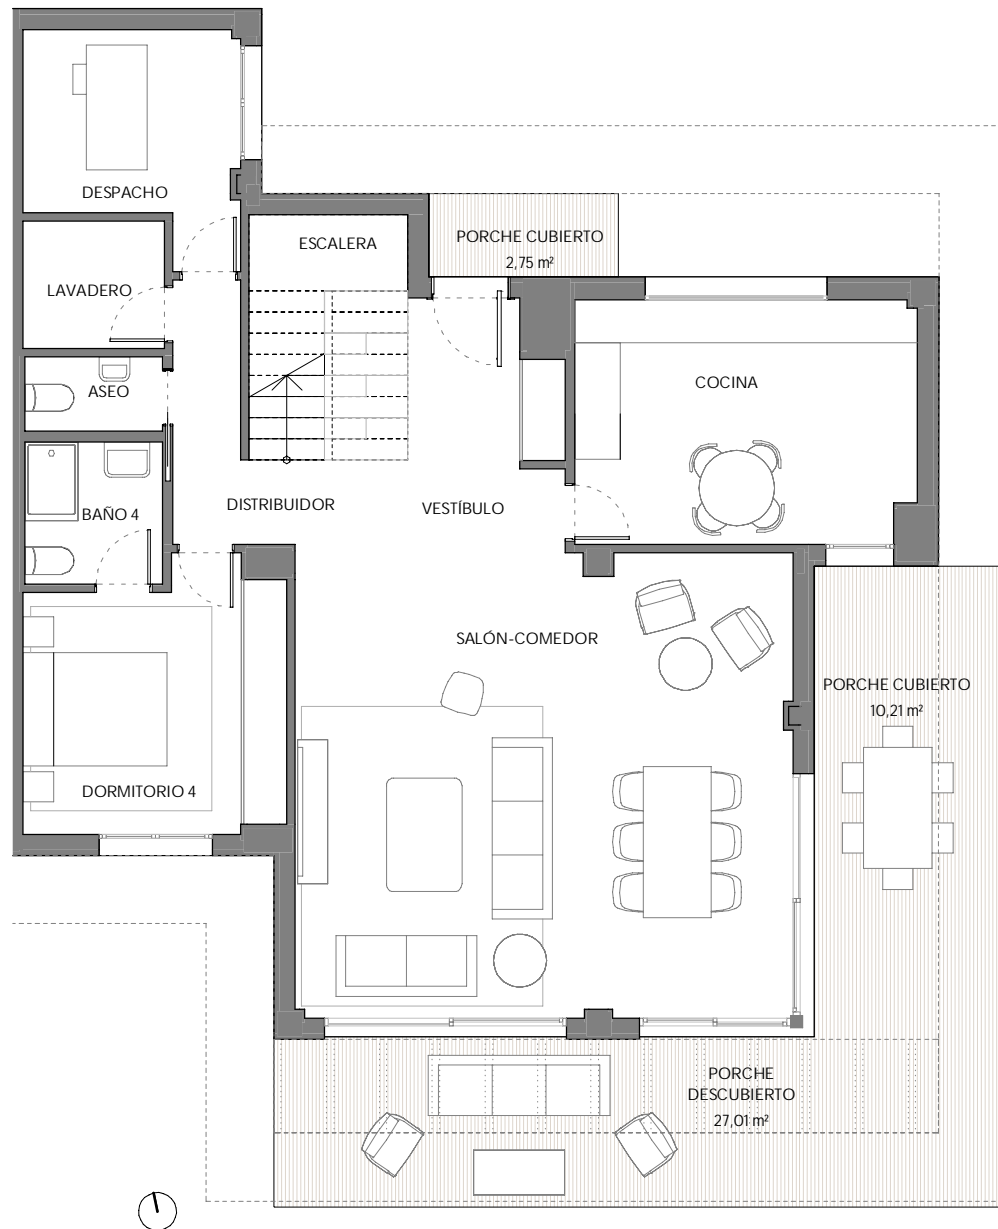 DESPACHO
ESCALERA
PORCHE CUBIERTO
2,75 m²
LAVADERO
ASEO
COCINA
BAÑO 4
DISTRIBUIDOR
VESTÍBULO
SALÓN-COMEDOR
PORCHE CUBIERTO
10,21 m²
DORMITORIO 4
PORCHE
DESCUBIERTO
27,01 m²